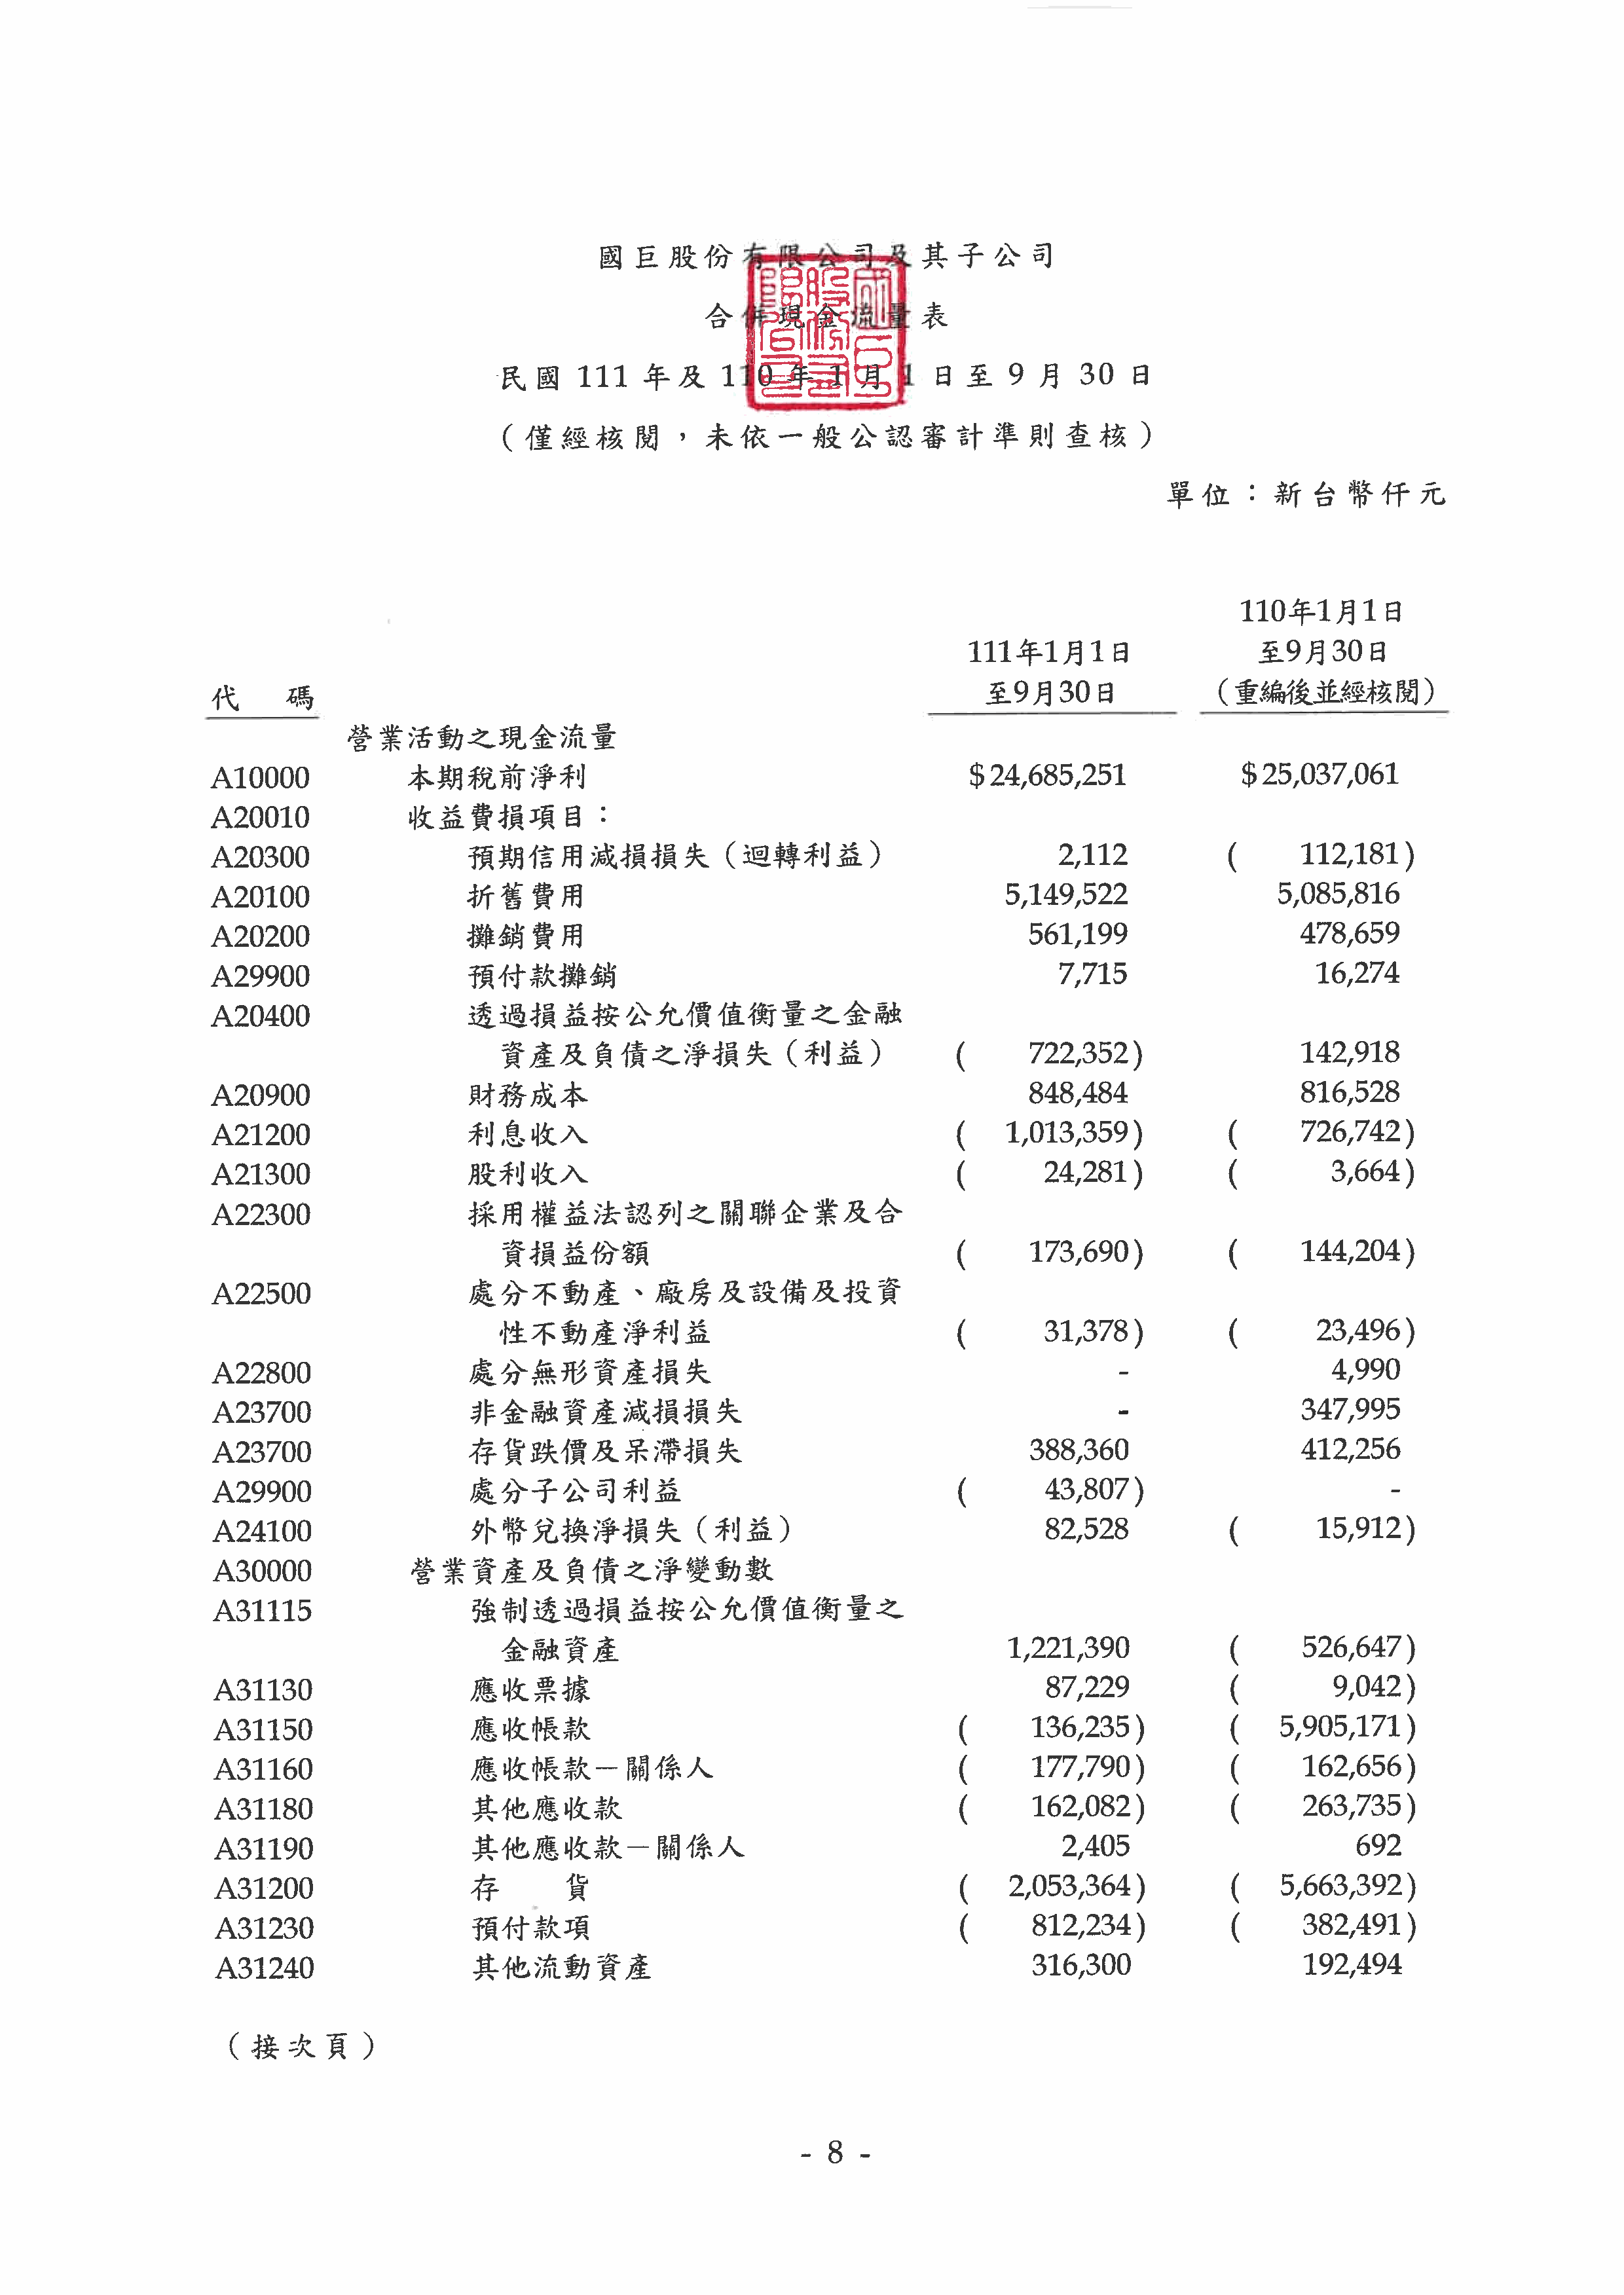 國巨股份有限公司及其子公司
合併現金流量表
民國 111 年及 110 年 1 月 1 日至 9 月 30 日
（僅經核閱，未依一般公認審計準則查核）
單位：新台幣仟元
110年1月1日
111年1月1日 至9月30日
代 碼 至9月30日 （重編後並經核閱）
營業活動之現金流量
A10000 本期稅前淨利 $24,685,251 $25,037,061
A20010 收益費損項目：
A20300 預期信用減損損失（迴轉利益） 2,112 ( 112,181)
A20100 折舊費用 5,149,522 5,085,816
A20200 攤銷費用 561,199 478,659
A29900 預付款攤銷 7,715 16,274
A20400 透過損益按公允價值衡量之金融
資產及負債之淨損失（利益） ( 722,352) 142,918
A20900 財務成本 848,484 816,528
A21200 利息收入 ( 1,013,359) ( 726,742)
A21300 股利收入 ( 24,281) ( 3,664)
A22300 採用權益法認列之關聯企業及合
資損益份額 ( 173,690) ( 144,204)
A22500 處分不動產、廠房及設備及投資
性不動產淨利益 ( 31,378) ( 23,496)
A22800 處分無形資產損失 - 4,990
A23700 非金融資產減損損失 - 347,995
A23700 存貨跌價及呆滯損失 388,360 412,256
A29900 處分子公司利益 ( 43,807) -
A24100 外幣兌換淨損失（利益） 82,528 ( 15,912)
A30000 營業資產及負債之淨變動數
A31115 強制透過損益按公允價值衡量之
金融資產 1,221,390 ( 526,647)
A31130 應收票據 87,229 ( 9,042)
A31150 應收帳款 ( 136,235) ( 5,905,171)
A31160 應收帳款－關係人 ( 177,790) ( 162,656)
A31180 其他應收款 ( 162,082) ( 263,735)
A31190 其他應收款－關係人 2,405 692
A31200 存 貨 ( 2,053,364) ( 5,663,392)
A31230 預付款項 ( 812,234) ( 382,491)
A31240 其他流動資產 316,300 192,494
（接次頁）
- 8 -